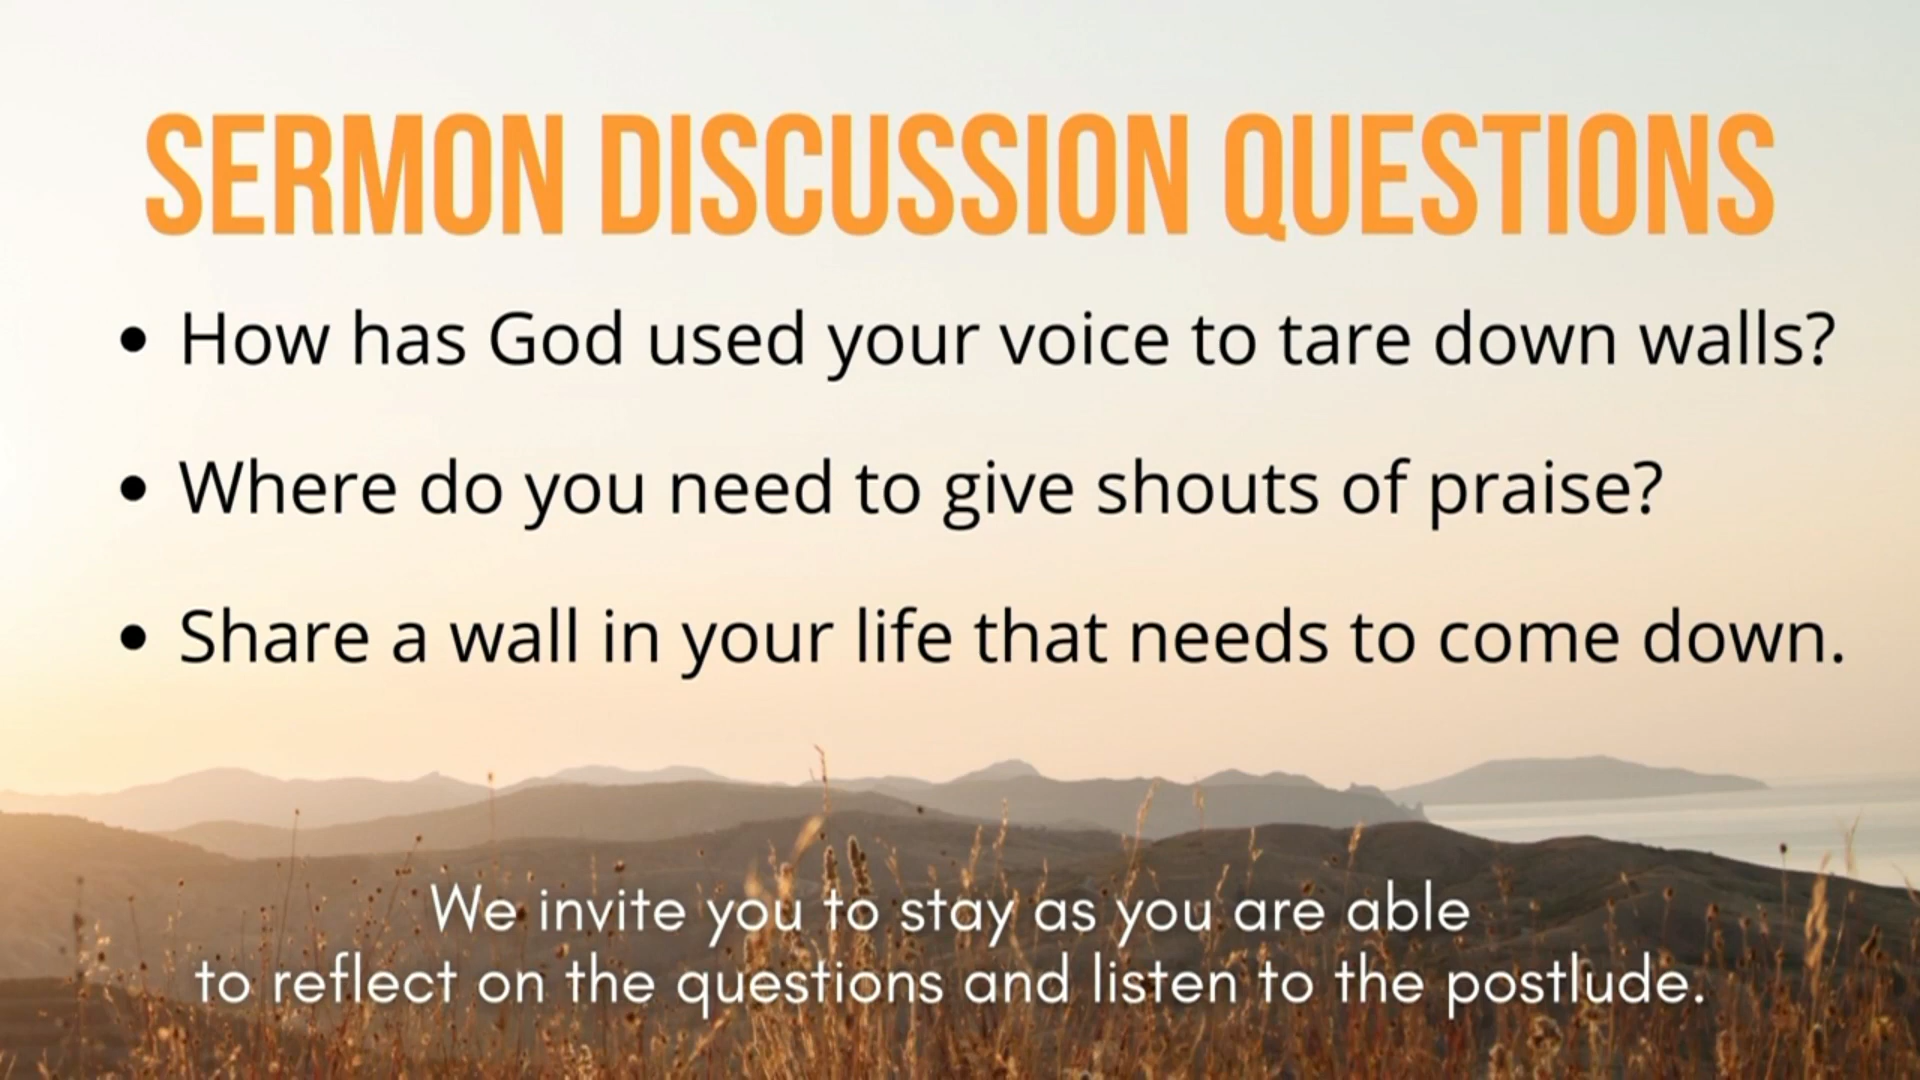 SERMON DISCUSSION QUESTIONS
• How has God used your voice to tare down walls?
• Where do you need to give shouts of praise?
• Share a wall in your life that needs to come down.
We invite you to stay as you are able
to reflect on the questions and listen to the postlude.